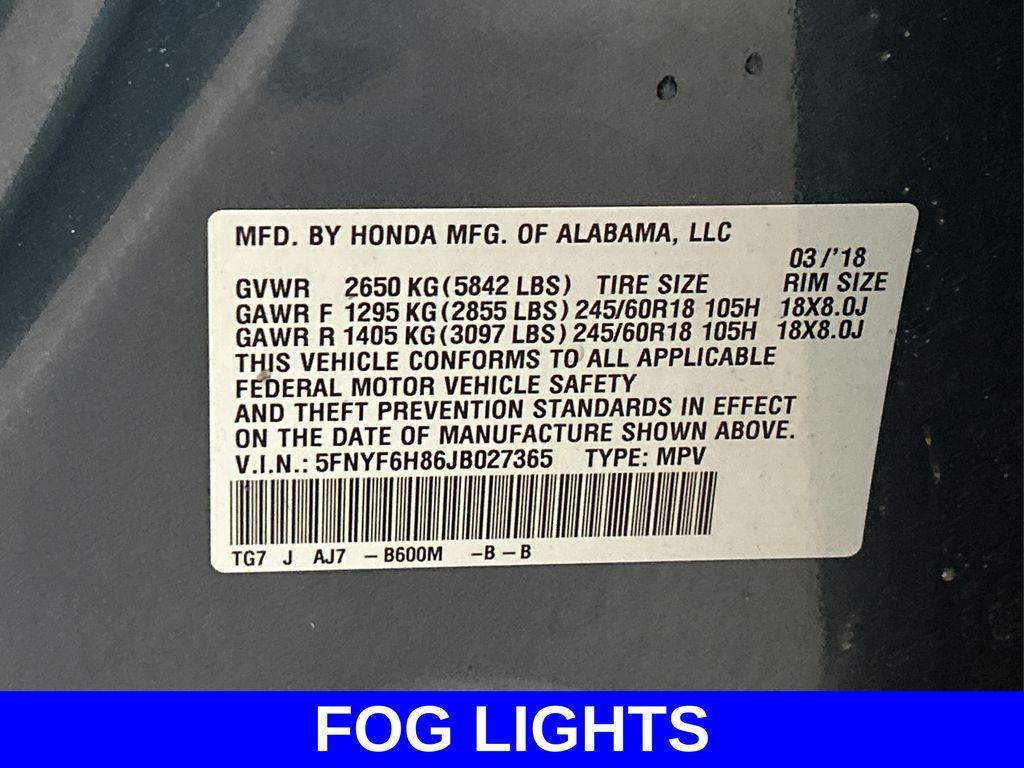 MFD. BY HONDA MFG. OF ALABAMA, LLC
03/'18
GVWR 2650 KG (5842 LBS) TIRE SIZE RIM SIZE
GAWR F 1295 KG (2855 LBS) 245/60R18 105H 18X8.0J
GAWR R 1405 KG (3097 LBS) 245/60R18 105H 18X8.0J
THIS VEHICLE CONFORMS TO ALL APPLICABLE
FEDERAL MOTOR VEHICLE SAFETY
AND THEFT PREVENTION STANDARDS IN EFFECT
ON THE DATE OF MANUFACTURE SHOWN ABOVE.
V.I.N.: 5FNYF6H86JB027365 TYPE: MPV
TG7 J AJ7 - B600M - B - B
FOG LIGHTS